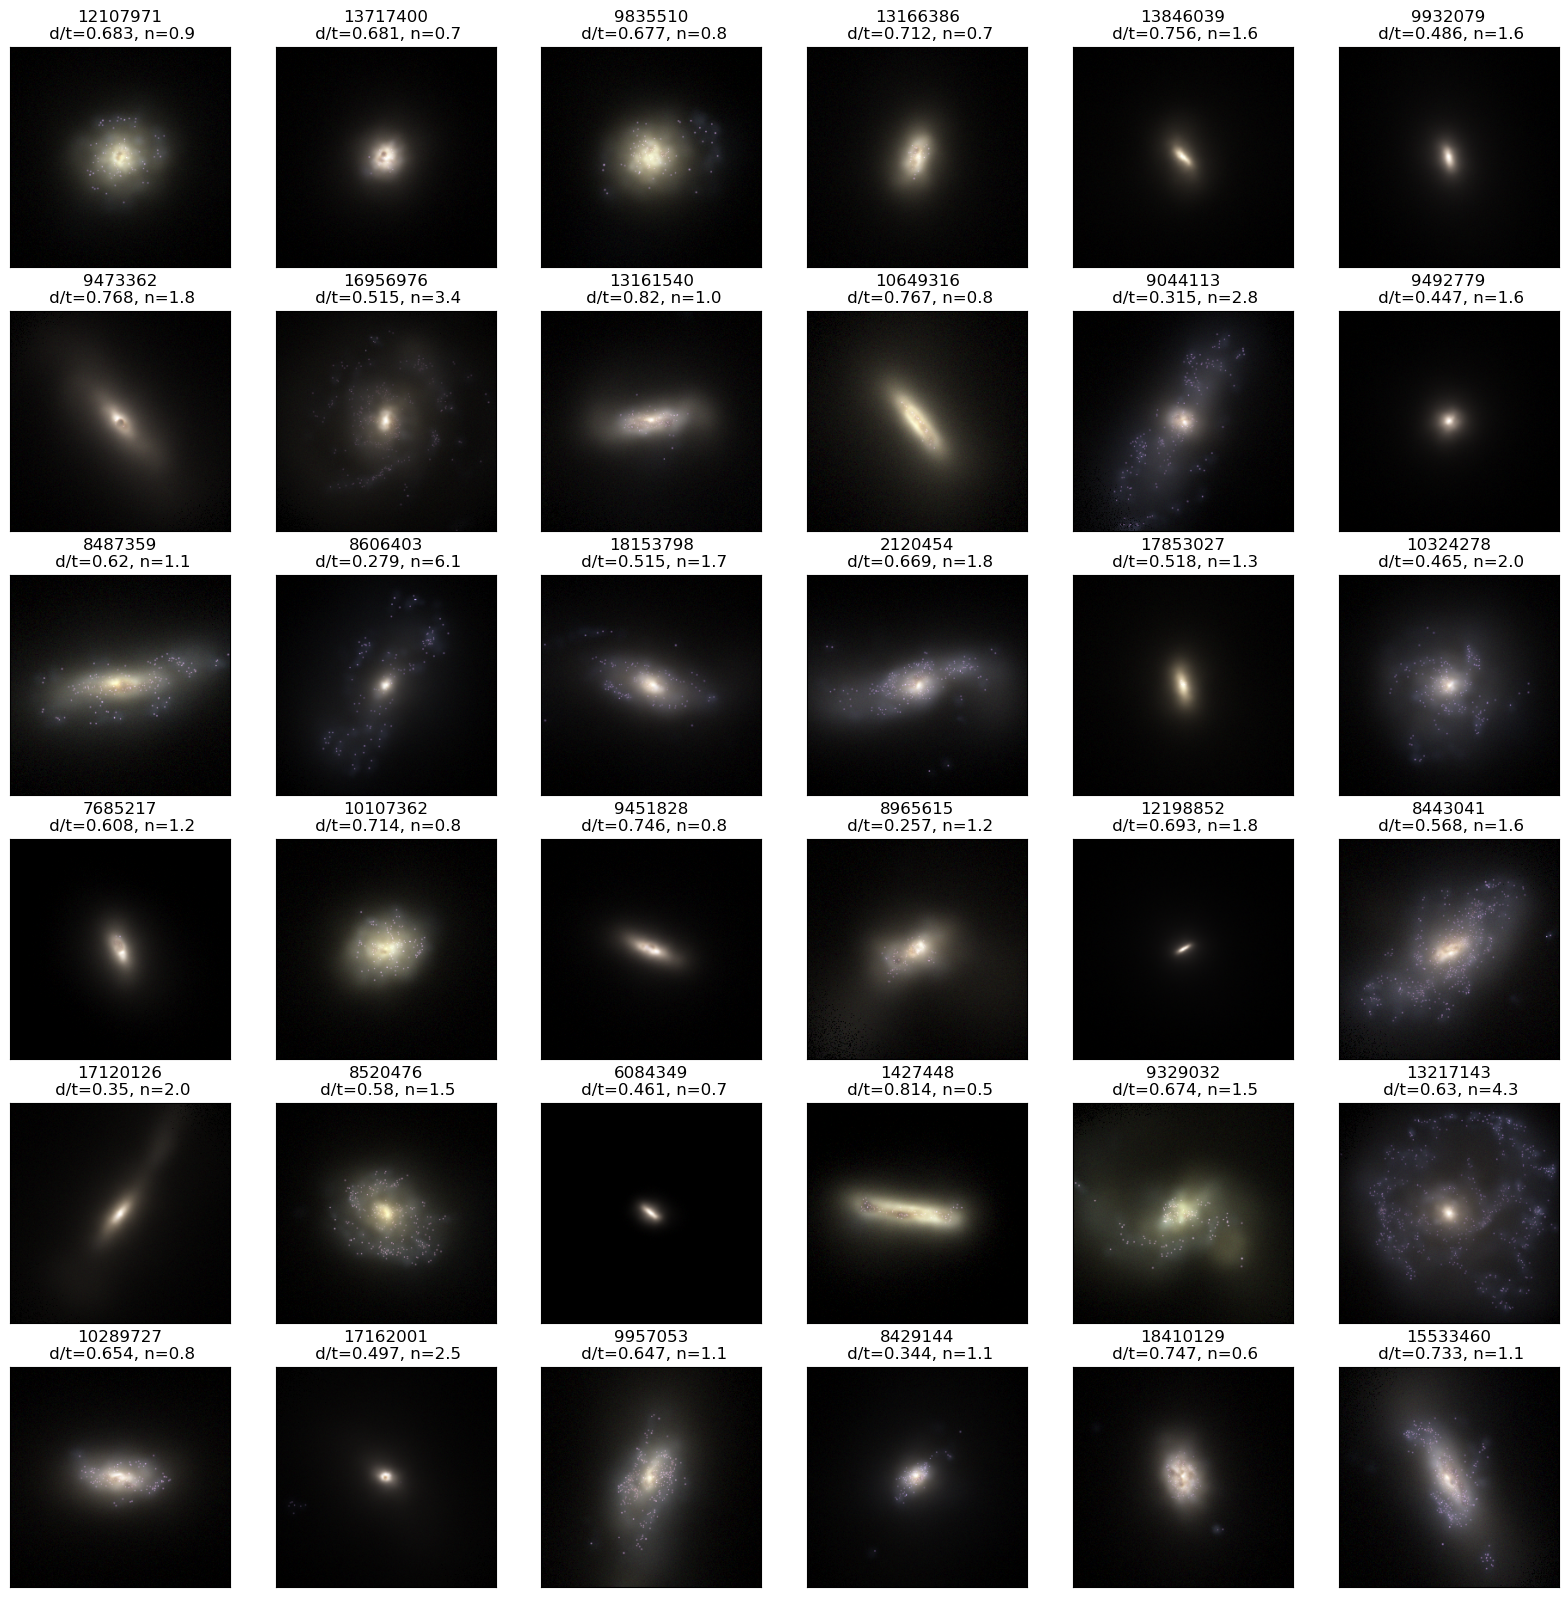 12107971
d/t=0.683, n=0.9
13717400
d/t=0.681, n=0.7
9835510
d/t=0.677, n=0.8
13166386
d/t=0.712, n=0.7
13846039
d/t=0.756, n=1.6
9932079
d/t=0.486, n=1.6
9473362
d/t=0.768, n=1.8
16956976
d/t=0.515, n=3.4
13161540
d/t=0.82, n=1.0
10649316
d/t=0.767, n=0.8
9044113
d/t=0.315, n=2.8
9492779
d/t=0.447, n=1.6
8487359
d/t=0.62, n=1.1
8606403
d/t=0.279, n=6.1
18153798
d/t=0.515, n=1.7
2120454
d/t=0.669, n=1.8
17853027
d/t=0.518, n=1.3
10324278
d/t=0.465, n=2.0
7685217
d/t=0.608, n=1.2
10107362
d/t=0.714, n=0.8
9451828
d/t=0.746, n=0.8
8965615
d/t=0.257, n=1.2
12198852
d/t=0.693, n=1.8
8443041
d/t=0.568, n=1.6
17120126
d/t=0.35, n=2.0
8520476
d/t=0.58, n=1.5
6084349
d/t=0.461, n=0.7
1427448
d/t=0.814, n=0.5
9329032
d/t=0.674, n=1.5
13217143
d/t=0.63, n=4.3
10289727
d/t=0.654, n=0.8
17162001
d/t=0.497, n=2.5
9957053
d/t=0.647, n=1.1
8429144
d/t=0.344, n=1.1
18410129
d/t=0.747, n=0.6
15533460
d/t=0.733, n=1.1